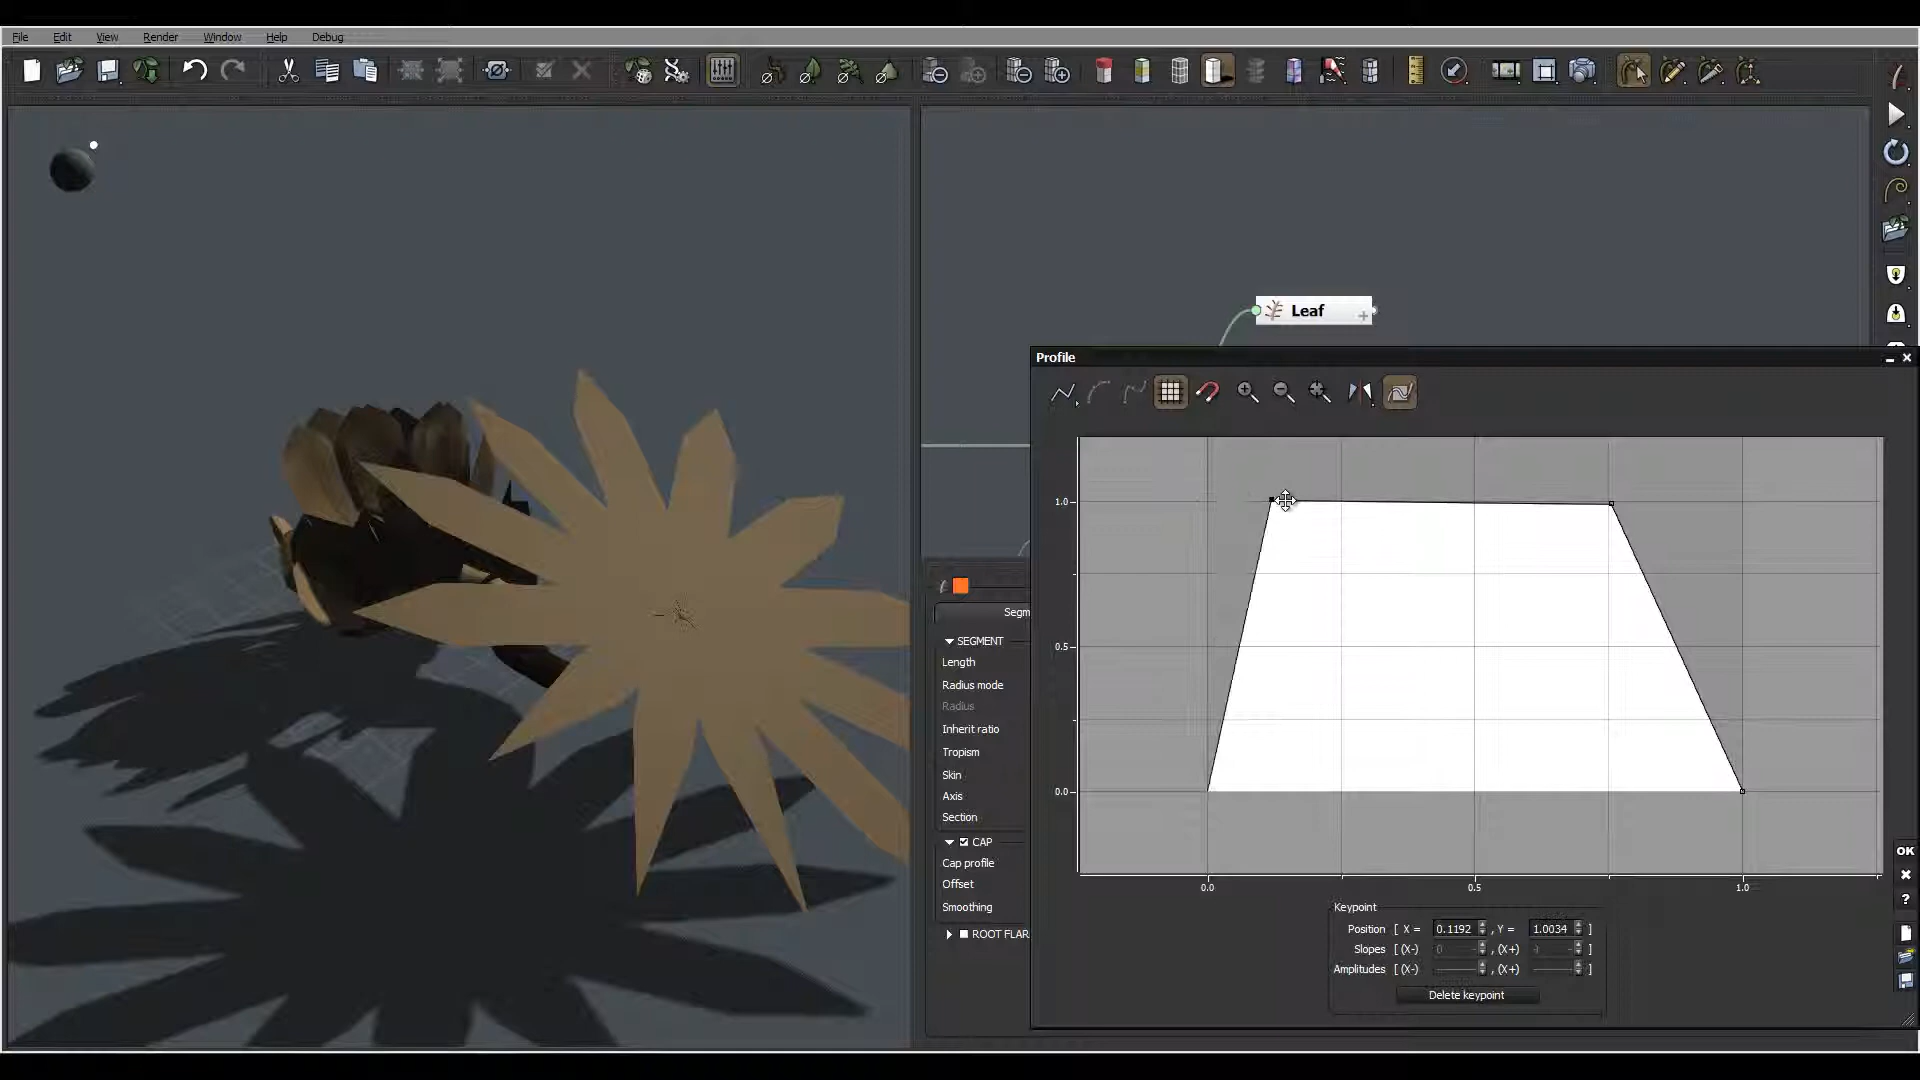 File Edit View Render Window Help Debug
Leaf
Profile
1.0
0.5
0.0
0.0 0.5 1.0
Segm
SEGMENT
Length
Radius mode
Radius
Inherit ratio
Tropism
Skin
Axis
Section
CAP
Cap profile
Offset
Smoothing
ROOT FLAR
Keypoint
Position [ X = 0.1192 , Y = 1.0034 ]
Slopes [ (X-) 0 , (X+) ]
Amplitudes [ (X-) , (X+) ]
Delete keypoint
OK
?